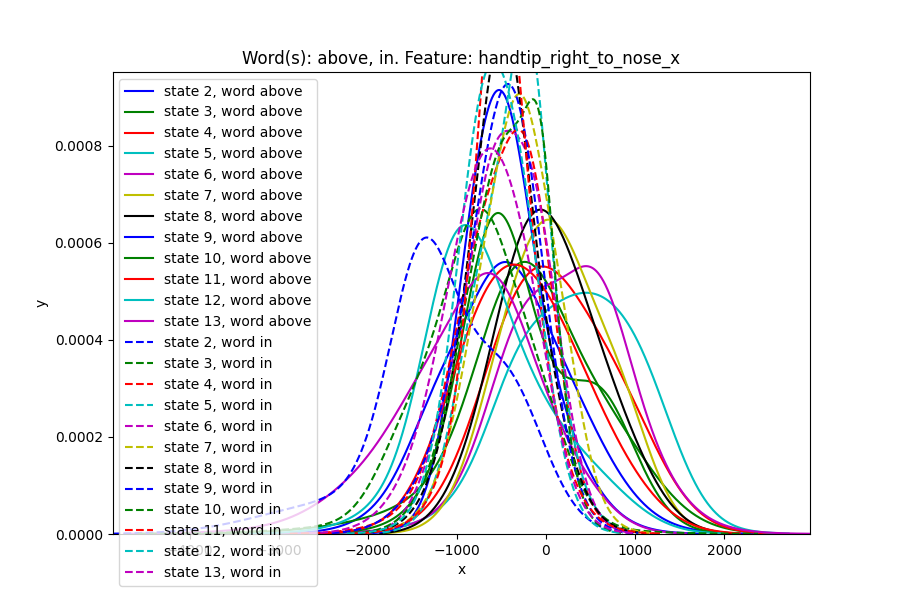 Word(s): above, in. Feature: handtip_right_to_nose_x
state 2, word above
state 3, word above
state 4, word above
state 5, word above
state 6, word above
state 7, word above
state 8, word above
state 9, word above
state 10, word above
state 11, word above
state 12, word above
state 13, word above
state 2, word in
state 3, word in
state 4, word in
state 5, word in
state 6, word in
state 7, word in
state 8, word in
state 9, word in
state 10, word in
state 11, word in
state 12, word in
state 13, word in
0.0008
0.0006
0.0004
0.0002
0.0000
y
−2000 −1000 0 1000 2000
x